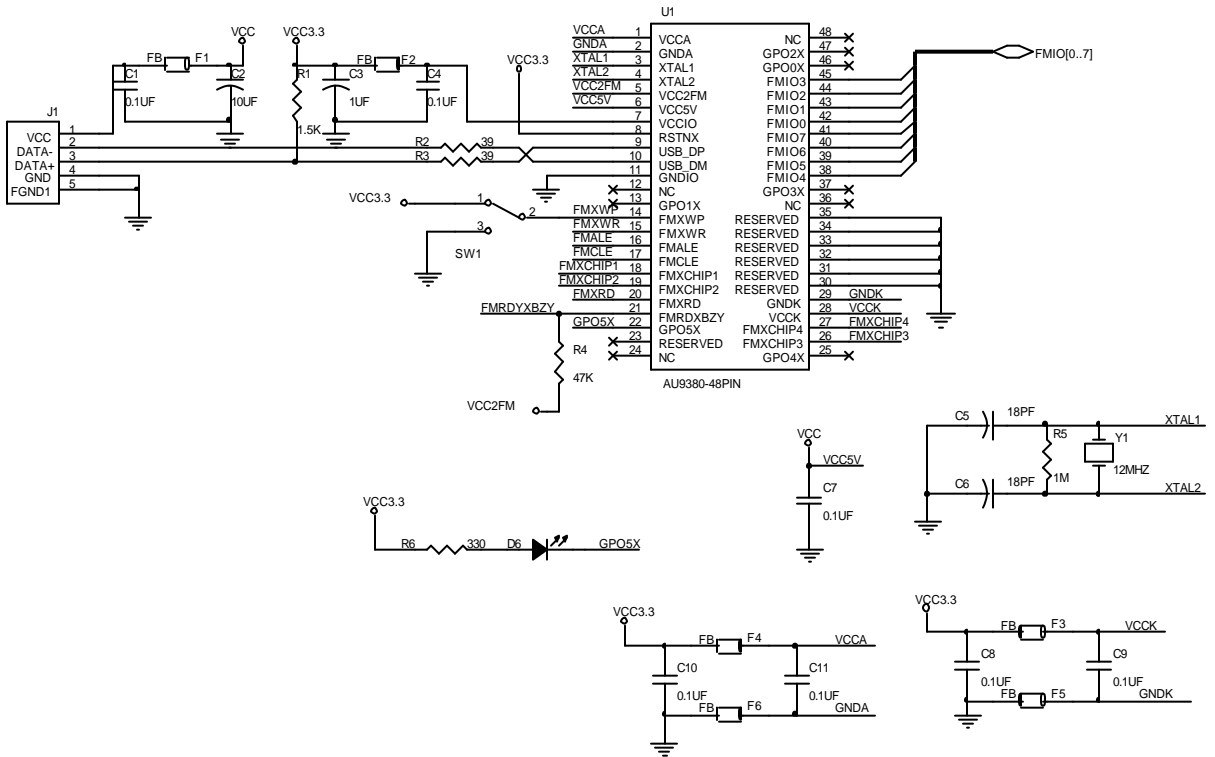 U1
VCC
VCC3.3
FB F1
FB F2
C1
0.1UF
C2
10UF
R1
1.5K
C3
1UF
C4
0.1UF
VCC3.3
J1
VCC 1
DATA- 2
DATA+ 3
GND 4
FGND1 5
R2 39
R3 39
VCC3.3
1
2
3
SW1
VCCA 1 VCCA
GNDA 2 GNDA
XTAL1 3 XTAL1
XTAL2 4 XTAL2
VCC2FM 5 VCC2FM
VCC5V 6 VCC5V
7 VCCIO
8 RSTNX
9 USB_DP
10 USB_DM
11 GNDIO
12 NC
13 GPO1X
FMXWP 14 FMXWP
FMXWR 15 FMXWR
FMALE 16 FMALE
FMCLE 17 FMCLE
FMXCHIP1 18 FMXCHIP1
FMXCHIP2 19 FMXCHIP2
FMXRD 20 FMXRD
FMRDYXBZY 21 FMRDXBZY
GPO5X 22 GPO5X
23 RESERVED
24 NC
NC 48
GPO2X 47
GPO0X 46
FMIO3 45
FMIO2 44
FMIO1 43
FMIO0 42
FMIO7 41
FMIO6 40
FMIO5 39
FMIO4 38
GPO3X 37
NC 36
RESERVED 35
RESERVED 34
RESERVED 33
RESERVED 32
RESERVED 31
RESERVED 30
GNDK 29 GNDK
VCCK 28 VCCK
FMXCHIP4 27 FMXCHIP4
FMXCHIP3 26 FMXCHIP3
GPO4X 25
AU9380-48PIN
FMIO[0..7]
R4
47K
VCC2FM
C5 18PF
R5
1M
Y1
12MHZ
XTAL1
C6 18PF
XTAL2
VCC
VCC5V
C7
0.1UF
VCC3.3
R6 330 D6 GPO5X
VCC3.3
FB F4 VCCA
C10
0.1UF
C11
0.1UF
FB F6 GNDA
VCC3.3
FB F3 VCCK
C8
0.1UF
C9
0.1UF
FB F5 GNDK